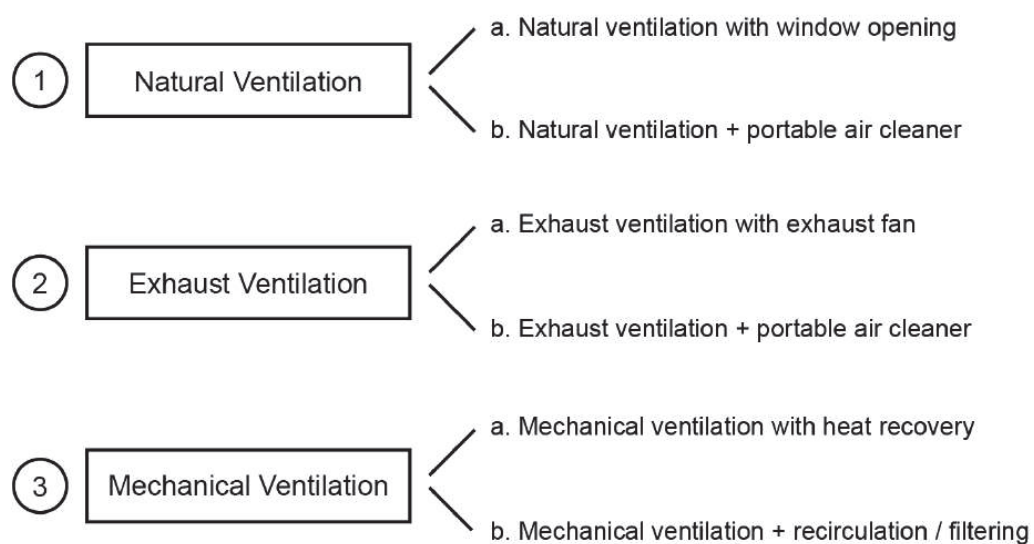 a. Natural ventilation with window opening
1 Natural Ventilation
b. Natural ventilation + portable air cleaner
a. Exhaust ventilation with exhaust fan
2 Exhaust Ventilation
b. Exhaust ventilation + portable air cleaner
a. Mechanical ventilation with heat recovery
3 Mechanical Ventilation
b. Mechanical ventilation + recirculation / filtering